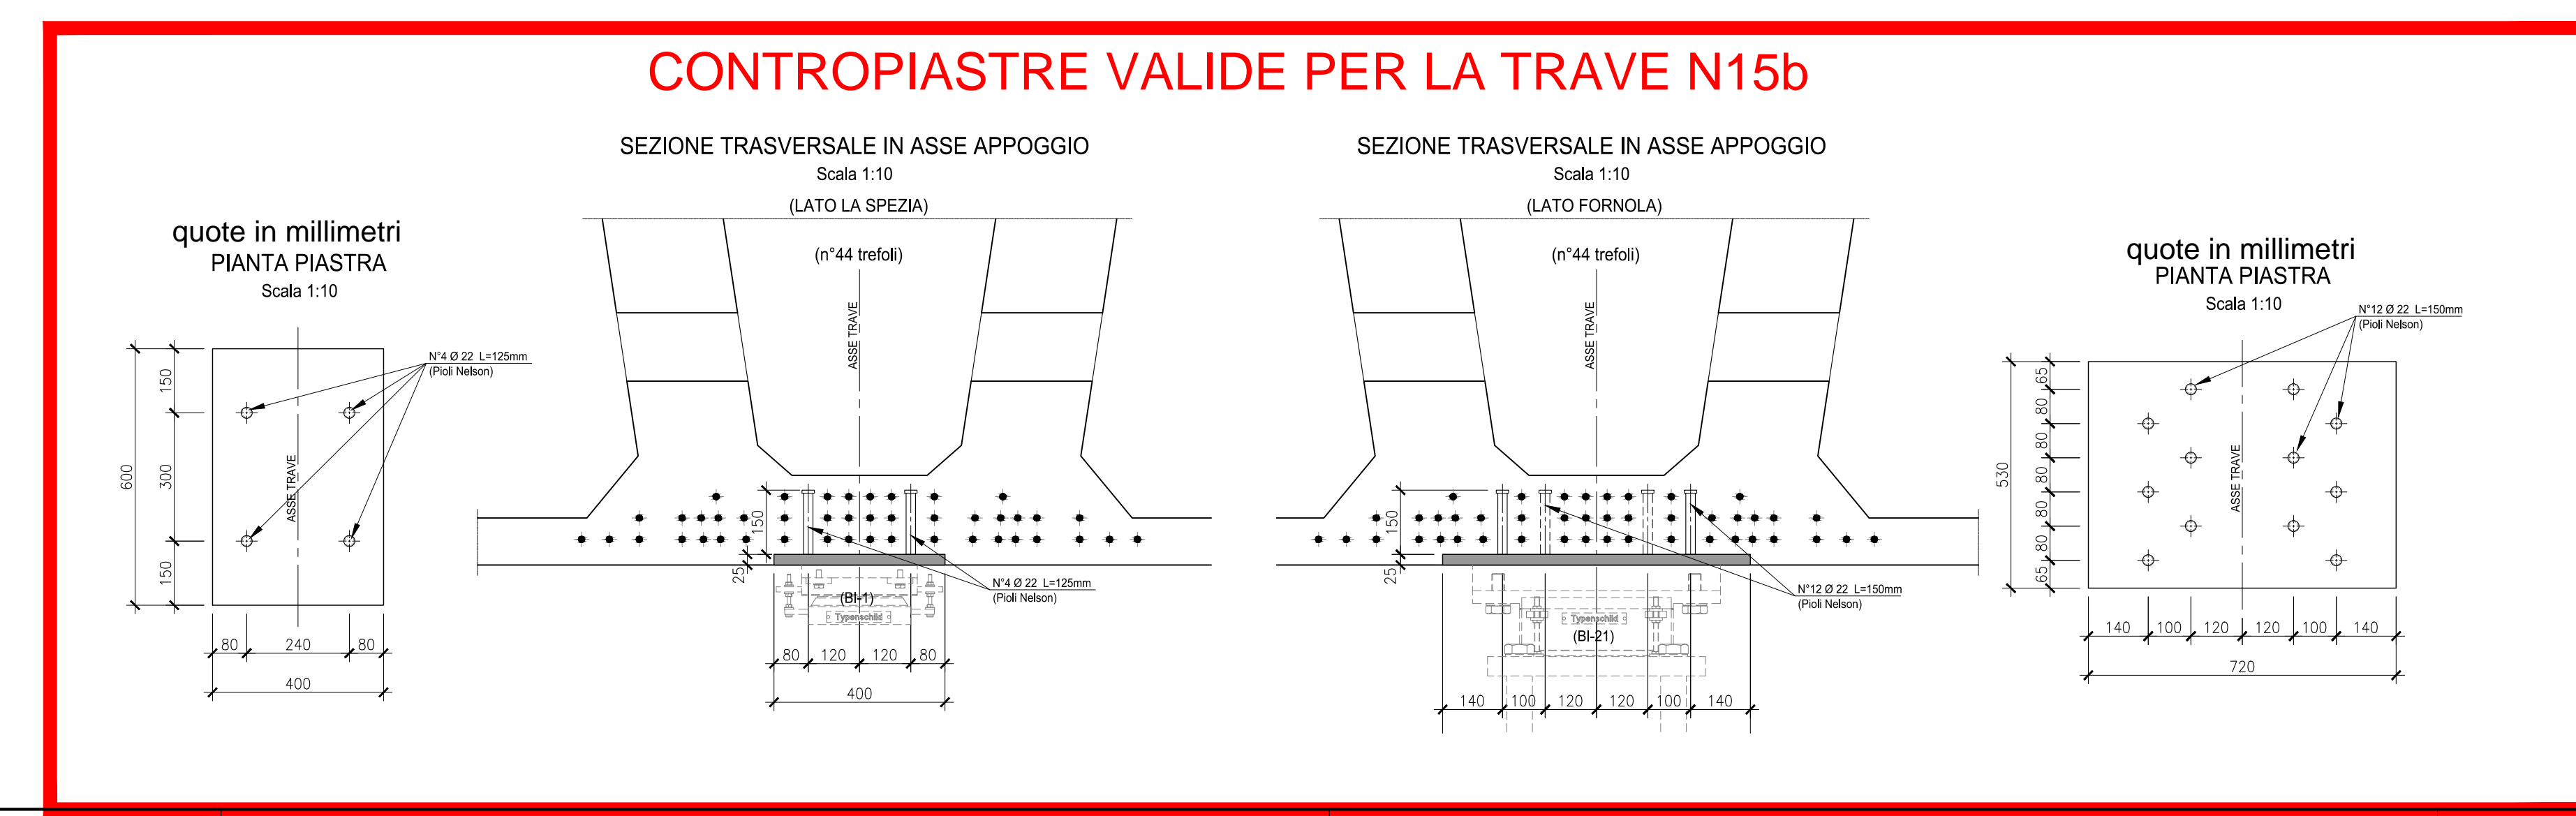 CONTROPIASTRE VALIDE PER LA TRAVE N15b
quote in millimetri
PIANTA PIASTRA
Scala 1:10
N°4 Ø 22 L=125mm
(Pioli Nelson)
ASSE TRAVE
600
150
300
150
80
240
80
400
SEZIONE TRASVERSALE IN ASSE APPOGGIO
Scala 1:10
(LATO LA SPEZIA)
(n°44 trefoli)
ASSE TRAVE
150
25
N°4 Ø 22 L=125mm
(Pioli Nelson)
(BI-1)
Typenschild
80
120
120
80
400
SEZIONE TRASVERSALE IN ASSE APPOGGIO
Scala 1:10
(LATO FORNOLA)
(n°44 trefoli)
ASSE TRAVE
150
25
N°12 Ø 22 L=150mm
(Pioli Nelson)
Typenschild
(BI-21)
140
100
120
120
100
140
quote in millimetri
PIANTA PIASTRA
Scala 1:10
N°12 Ø 22 L=150mm
(Pioli Nelson)
ASSE TRAVE
530
65
80
80
80
80
80
65
140
100
120
120
100
140
720